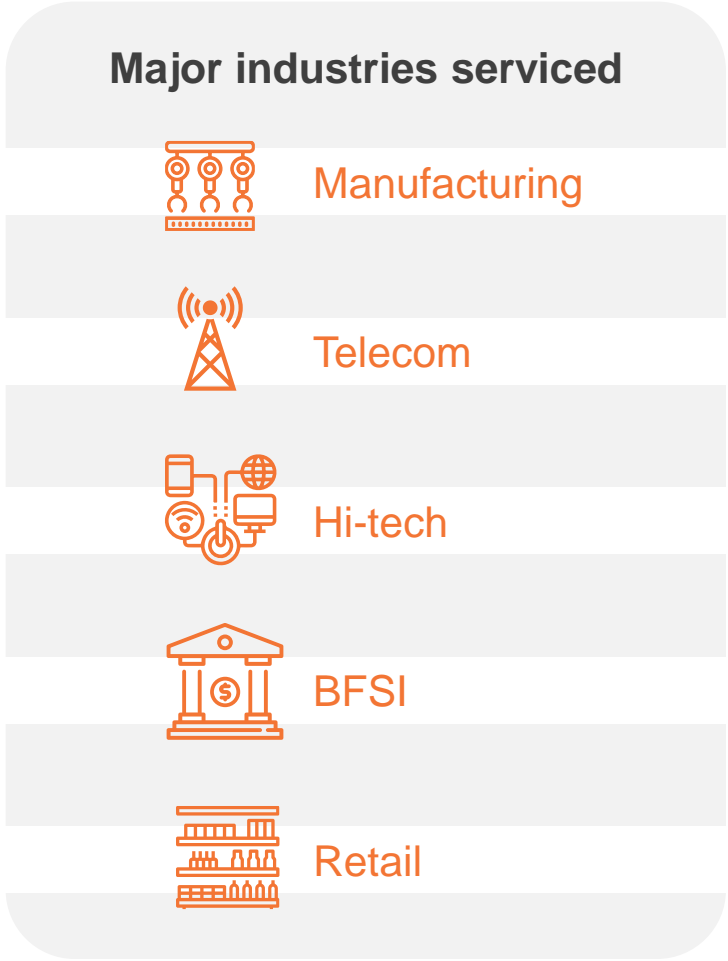 Major industries serviced
Manufacturing
Telecom
Hi-tech
BFSI
Retail